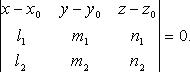 | x − x₀  y − y₀  z − z₀ |
| l₁  m₁  n₁ | = 0.
| l₂  m₂  n₂ |